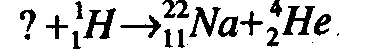 ? + ¹₁H → ²²₁₁Na + ⁴₂He